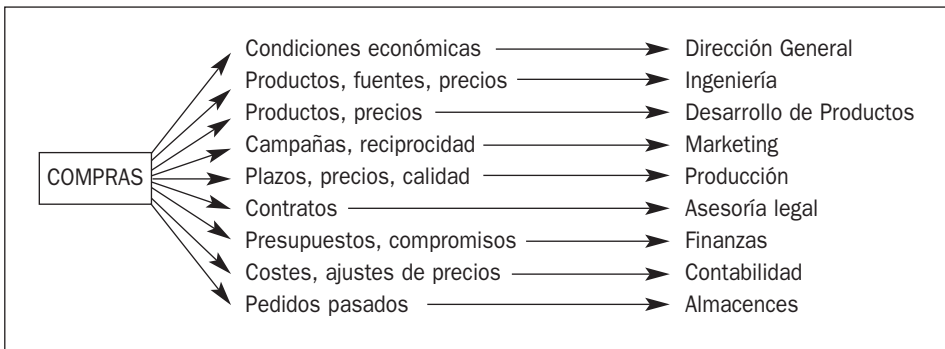 Condiciones económicas Dirección General
Productos, fuentes, precios Ingeniería
Productos, precios Desarrollo de Productos
Campañas, reciprocidad Marketing
COMPRAS Plazos, precios, calidad Producción
Contratos Asesoría legal
Presupuestos, compromisos Finanzas
Costes, ajustes de precios Contabilidad
Pedidos pasados Almacences